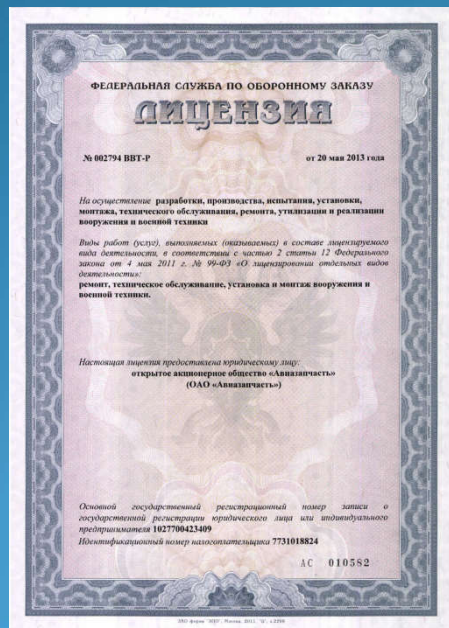 ФЕДЕРАЛЬНАЯ СЛУЖБА ПО ОБОРОННОМУ ЗАКАЗУ
ЛИЦЕНЗИЯ
№ 002794 ВВТ-Р от 20 мая 2013 года
На осуществление разработки, производства, испытания, установки,
монтажа, технического обслуживания, ремонта, утилизации и реализации
вооружения и военной техники
Виды работ (услуг), выполняемых (оказываемых) в составе лицензируемого
вида деятельности, в соответствии с частью 2 статьи 12 Федерального
закона от 4 мая 2011 г. № 99-ФЗ «О лицензировании отдельных видов
деятельности»:
ремонт, техническое обслуживание, установка и монтаж вооружения и
военной техники.
Настоящая лицензия предоставлена юридическому лицу:
открытое акционерное общество «Авиазапчасть»
(ОАО «Авиазапчасть»)
Основной государственный регистрационный номер записи о
государственной регистрации юридического лица или индивидуального
предпринимателя 1027700423409
Идентификационный номер налогоплательщика 7731018824
АС 010582